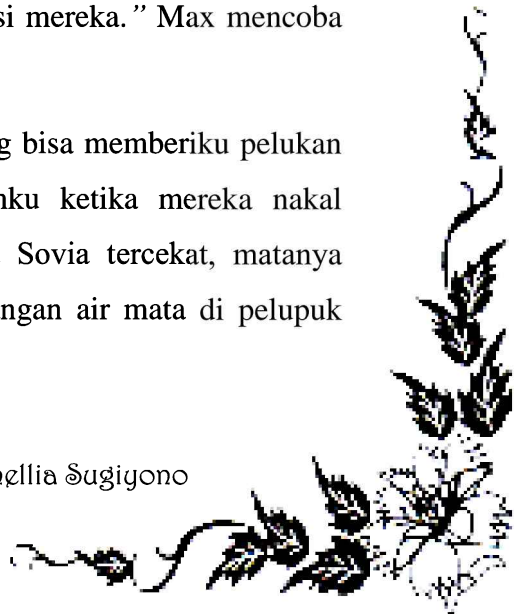 si mereka." Max mencoba
g bisa memberiku pelukan
nku ketika mereka nakal
Sovia tercekat, matanya
ngan air mata di pelupuk
nellia Sugiyono